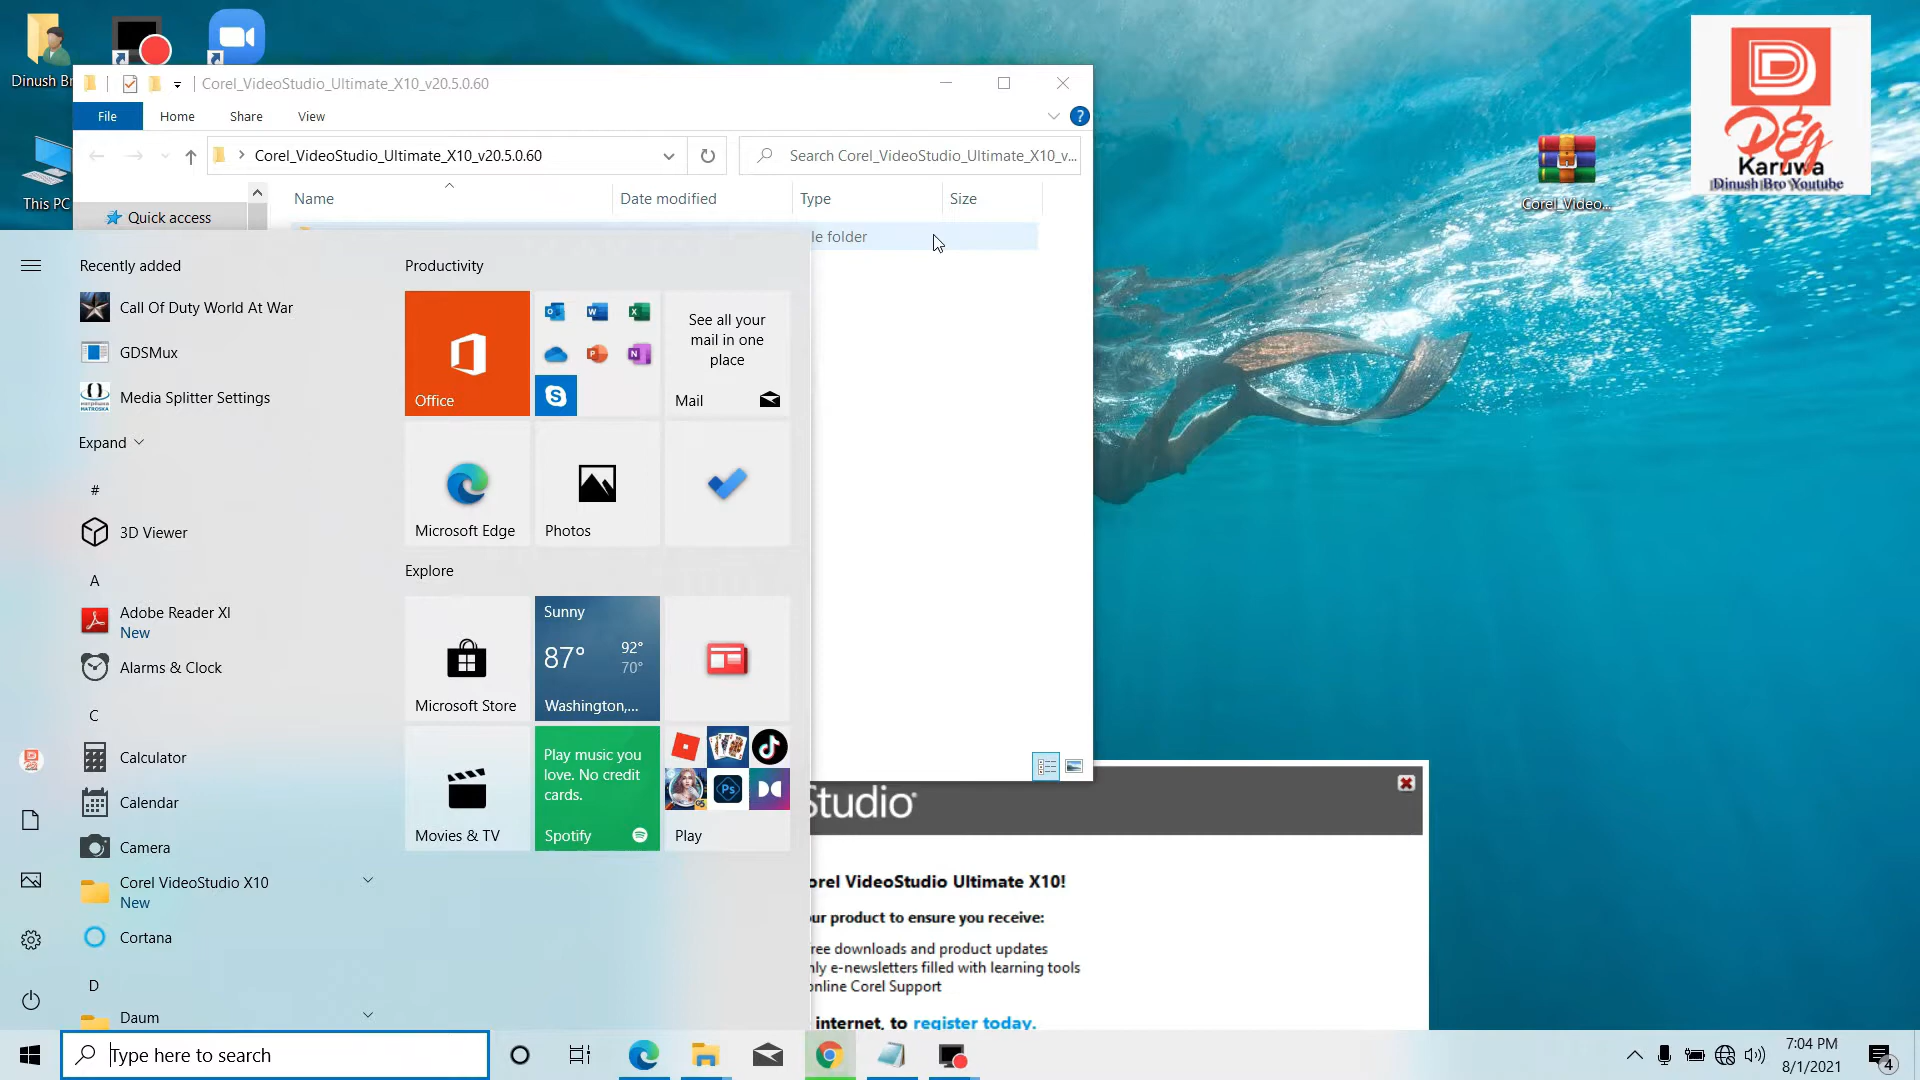 Dinush Br
Corel_VideoStudio_Ultimate_X10_v20.5.0.60
File
Home
Share
View
Corel_VideoStudio_Ultimate_X10_v20.5.0.60
Search Corel_VideoStudio_Ultimate_X10_v...
This PC
Quick access
Name
Date modified
Type
Size
le folder
Corel_Video...
D
DEg
Karuwa
Dinush Bro Youtube
Recently added
Call Of Duty World At War
GDSMux
Media Splitter Settings
Expand
#
3D Viewer
A
Adobe Reader XI
New
Alarms & Clock
C
Calculator
Calendar
Camera
Corel VideoStudio X10
New
Cortana
D
Daum
Productivity
Office
See all your
mail in one
place
Mail
Microsoft Edge
Photos
Explore
Microsoft Store
Sunny
87°
92°
70°
Washington,...
Movies & TV
Play music you
love. No credit
cards.
Spotify
Play
Studio
orel VideoStudio Ultimate X10!
ur product to ensure you receive:
ree downloads and product updates
ly e-newsletters filled with learning tools
online Corel Support
internet, to register today.
Type here to search
7:04 PM
8/1/2021
4